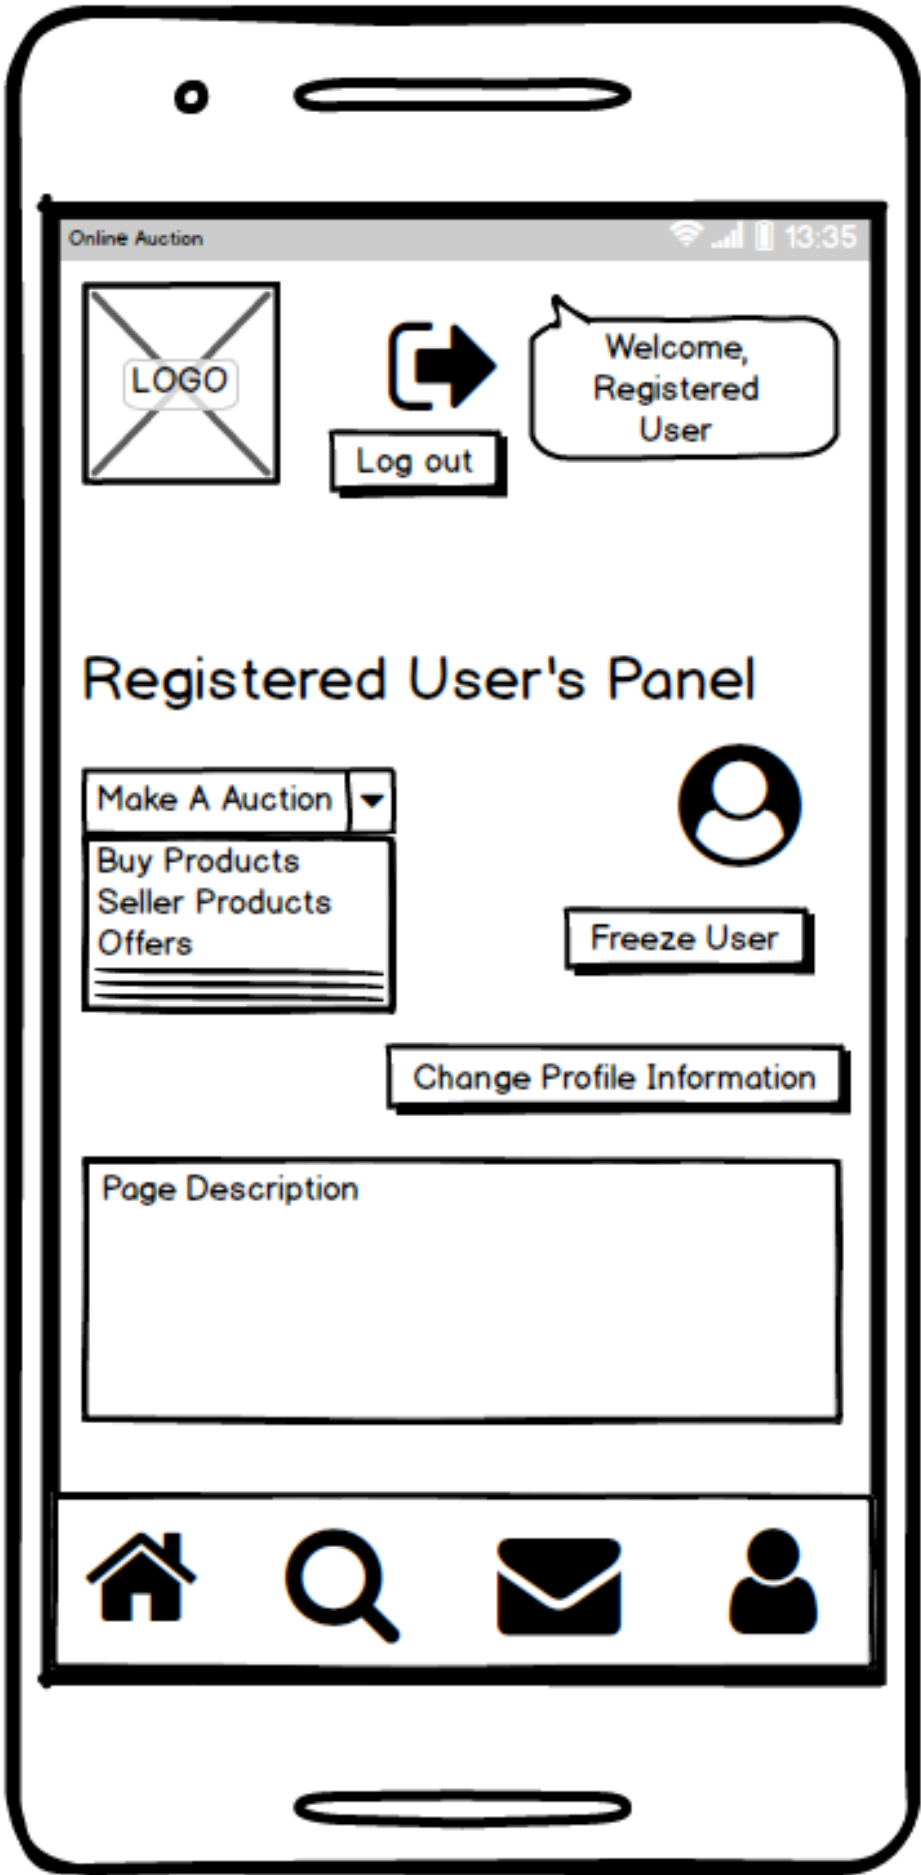 Online Auction
13:35
LOGO
Welcome,
Registered
User
Log out
Registered User's Panel
Make A Auction
Buy Products
Seller Products
Offers
Freeze User
Change Profile Information
Page Description